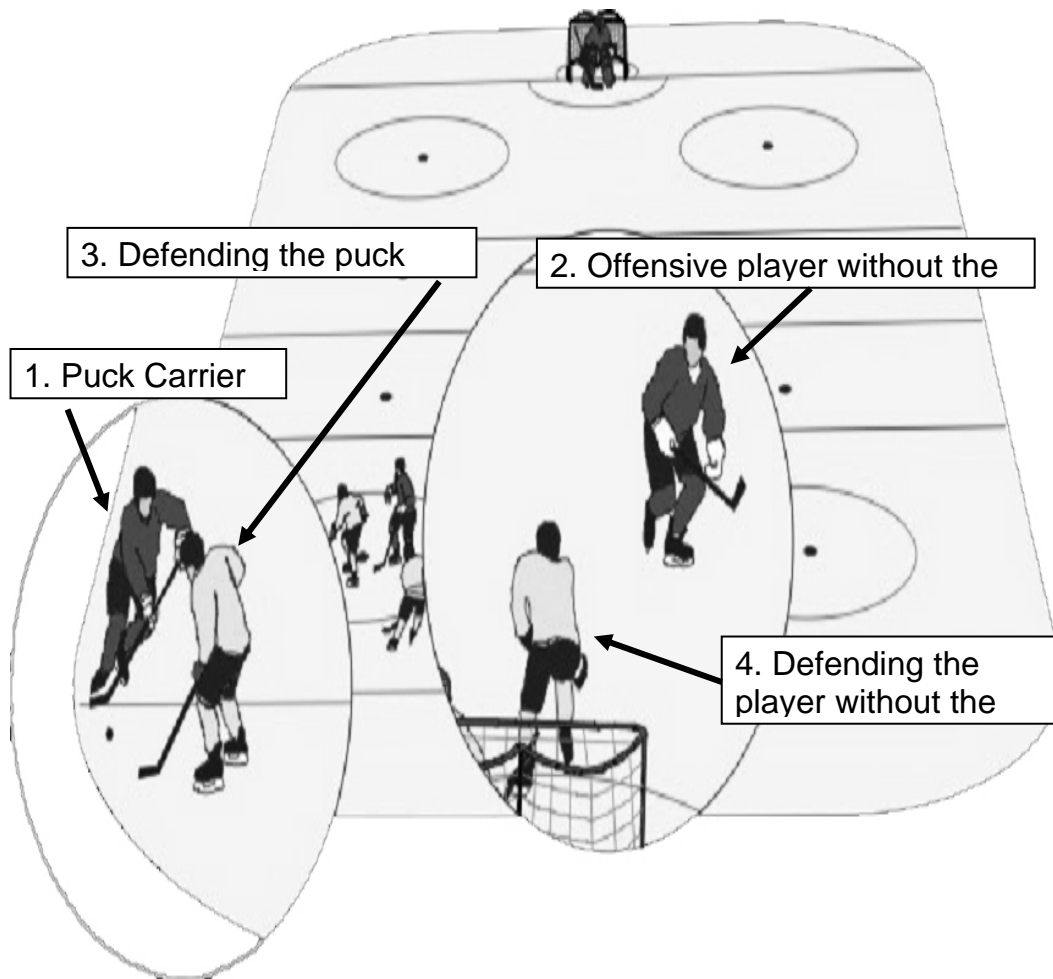 3. Defending the puck
2. Offensive player without the
1. Puck Carrier
4. Defending the
player without the